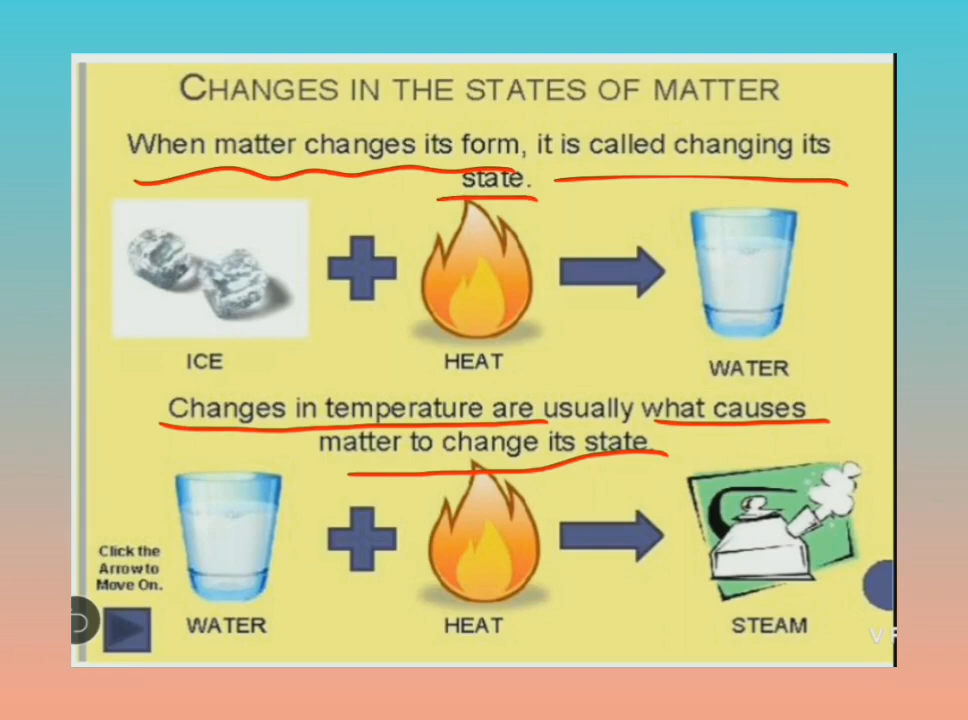 CHANGES IN THE STATES OF MATTER
When matter changes its form, it is called changing its
state.
ICE
HEAT
WATER
Changes in temperature are usually what causes
matter to change its state.
Click the
Arrow to
Move On.
WATER
HEAT
STEAM